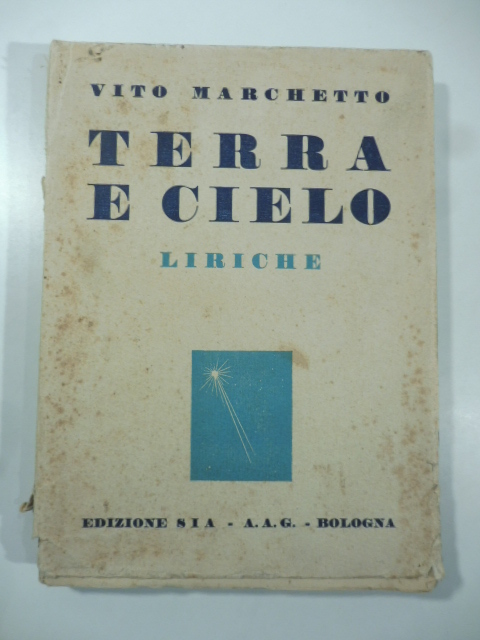 VITO MARCHETTO
TERRA
E CIELO
LIRICHE
EDIZIONE SIA - A.A.G. - BOLOGNA